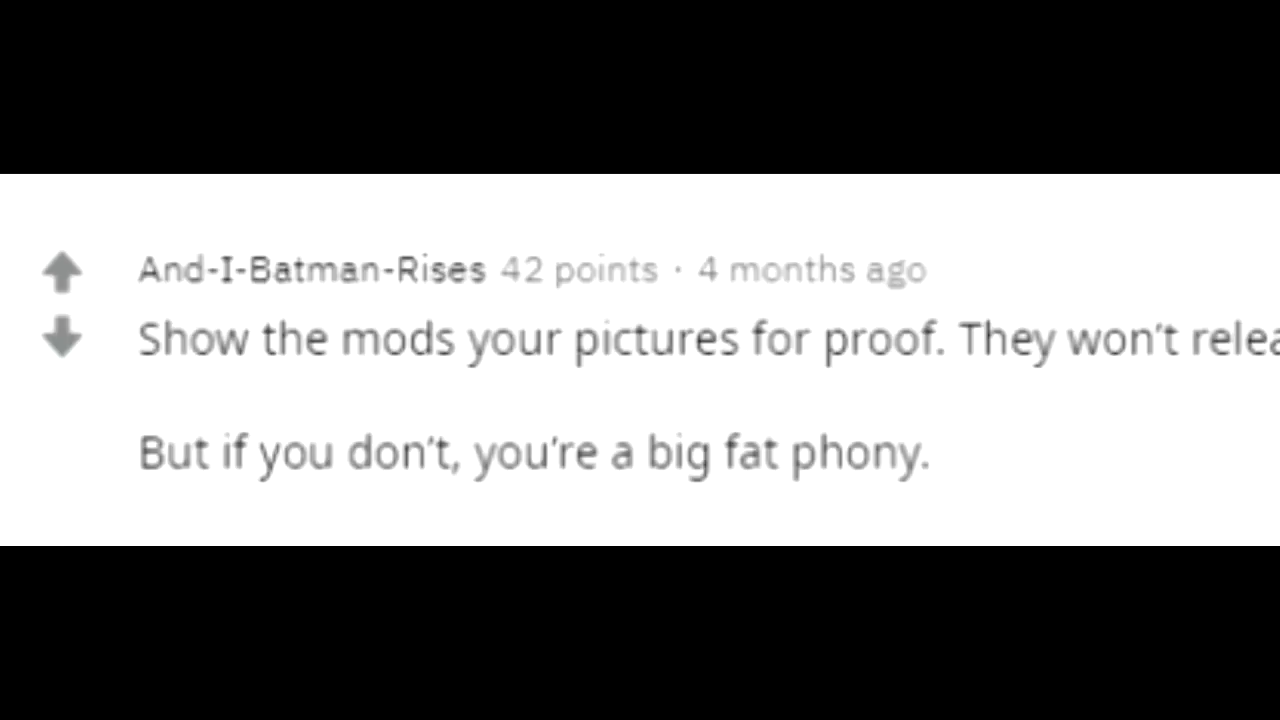 And-I-Batman-Rises 42 points · 4 months ago
Show the mods your pictures for proof. They won't
But if you don't, you're a big fat phony.